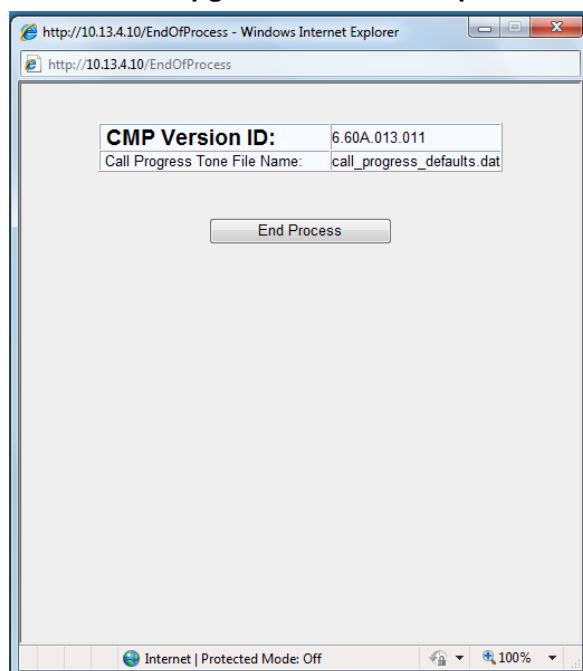 http://10.13.4.10/EndOfProcess - Windows Internet Explorer
http://10.13.4.10/EndOfProcess
CMP Version ID: 6.60A.013.011
Call Progress Tone File Name: call_progress_defaults.dat
End Process
Internet | Protected Mode: Off 100%